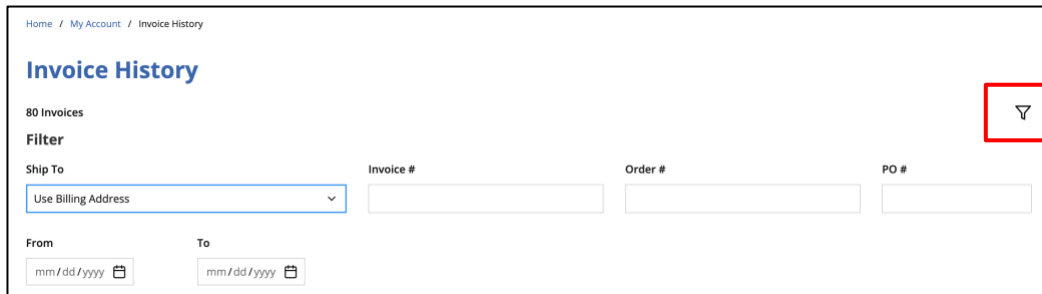 Home / My Account / Invoice History
Invoice History
80 Invoices
Filter
Ship To
Invoice #
Order #
PO #
Use Billing Address
From
To
mm/dd/yyyy
mm/dd/yyyy